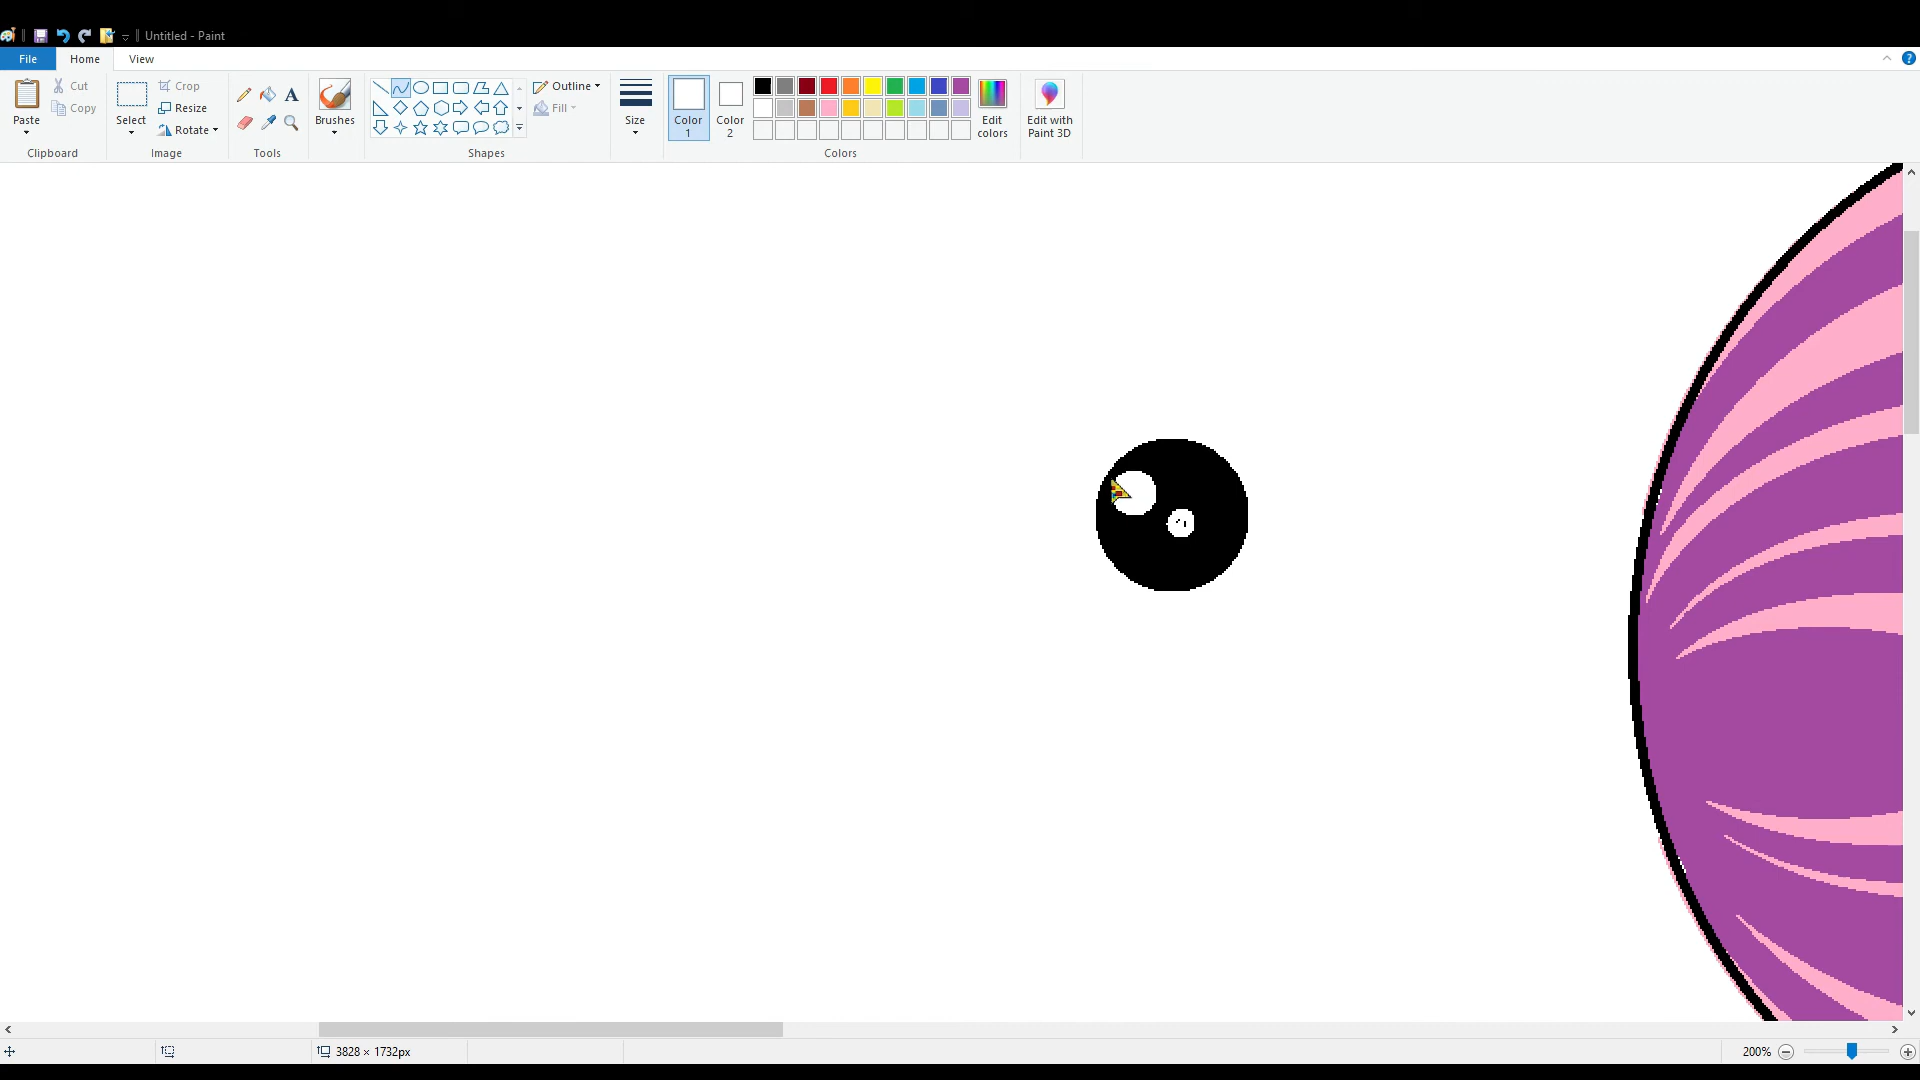 Untitled - Paint
File Home View
Paste
Cut
Copy
Clipboard
Select
Crop
Resize
Rotate
Image
A
Tools
Brushes
Outline
Fill
Shapes
Size
Color 1
Color 2
Edit colors
Colors
Edit with Paint 3D
?
3828 × 1732px
200%